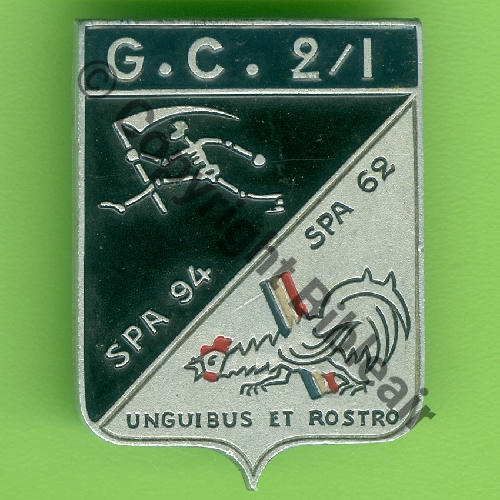 G.C. 2/1
SPA 94
SPA 62
UNGUIBUS ET ROSTRO